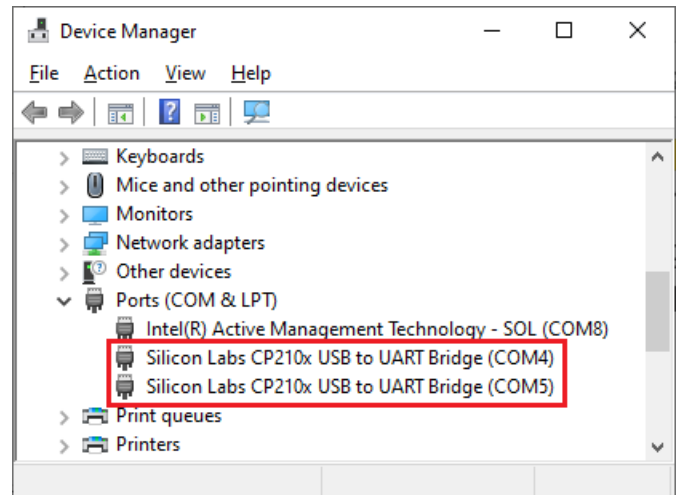 Device Manager
File Action View Help
Keyboards
Mice and other pointing devices
Monitors
Network adapters
Other devices
Ports (COM & LPT)
Intel(R) Active Management Technology - SOL (COM8)
Silicon Labs CP210x USB to UART Bridge (COM4)
Silicon Labs CP210x USB to UART Bridge (COM5)
Print queues
Printers